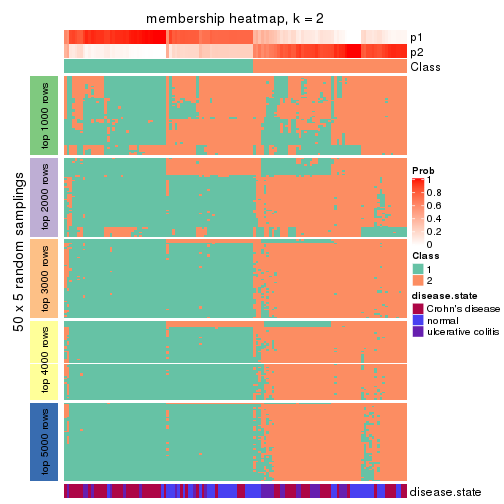 membership heatmap, k = 2
p1
p2
Class
50 x 5 random samplings
top 1000 rows
top 2000 rows
top 3000 rows
top 4000 rows
top 5000 rows
Prob
1
0.8
0.6
0.4
0.2
0
Class
1
2
disease.state
Crohn's disease
normal
ulcerative colitis
disease.state